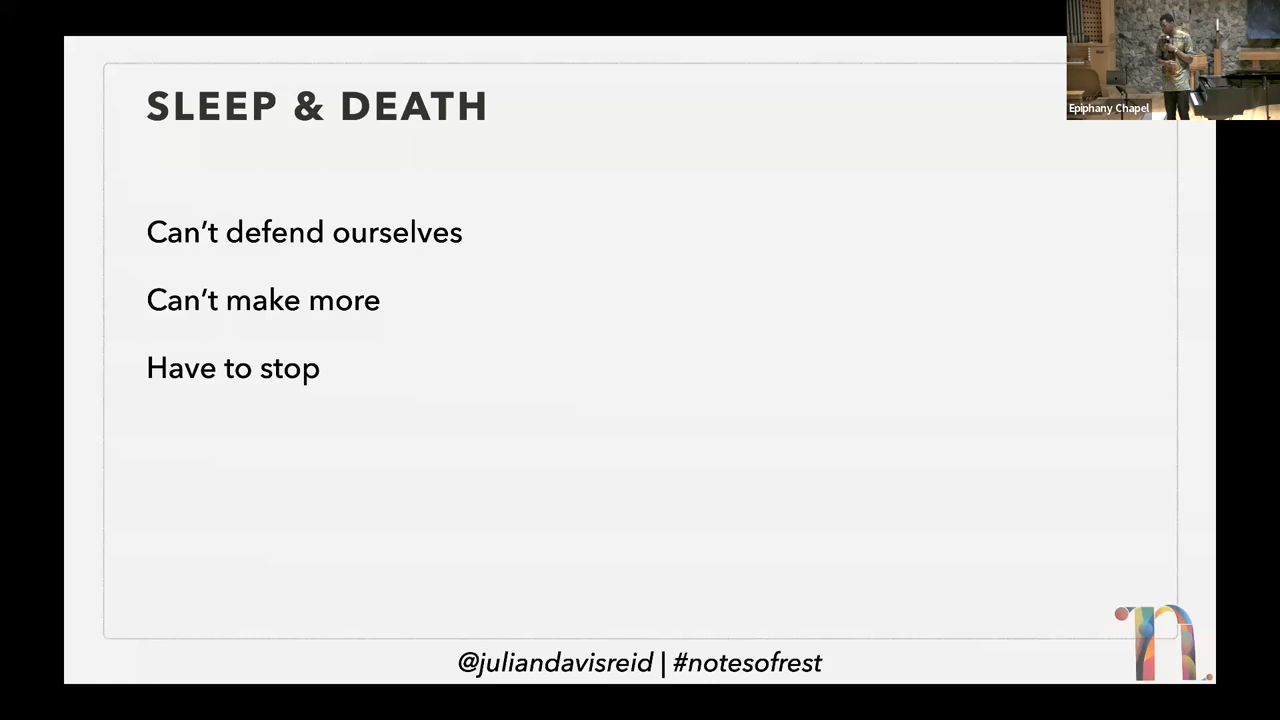 SLEEP & DEATH
Epiphany Chapel
Can’t defend ourselves
Can’t make more
Have to stop
@juliandavisreid | #notesofrest
n.